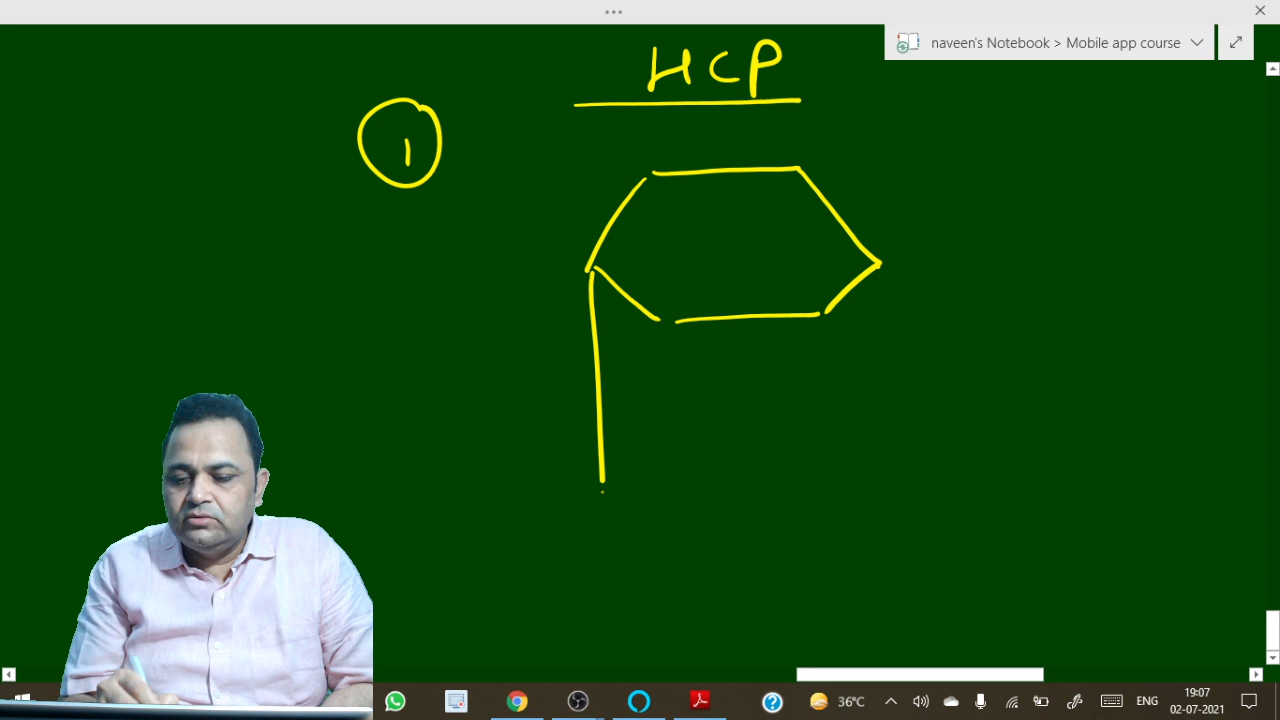 naveen's Notebook > Mobile app course
HCP
1
36°C
ENG
19:07
02-07-2021